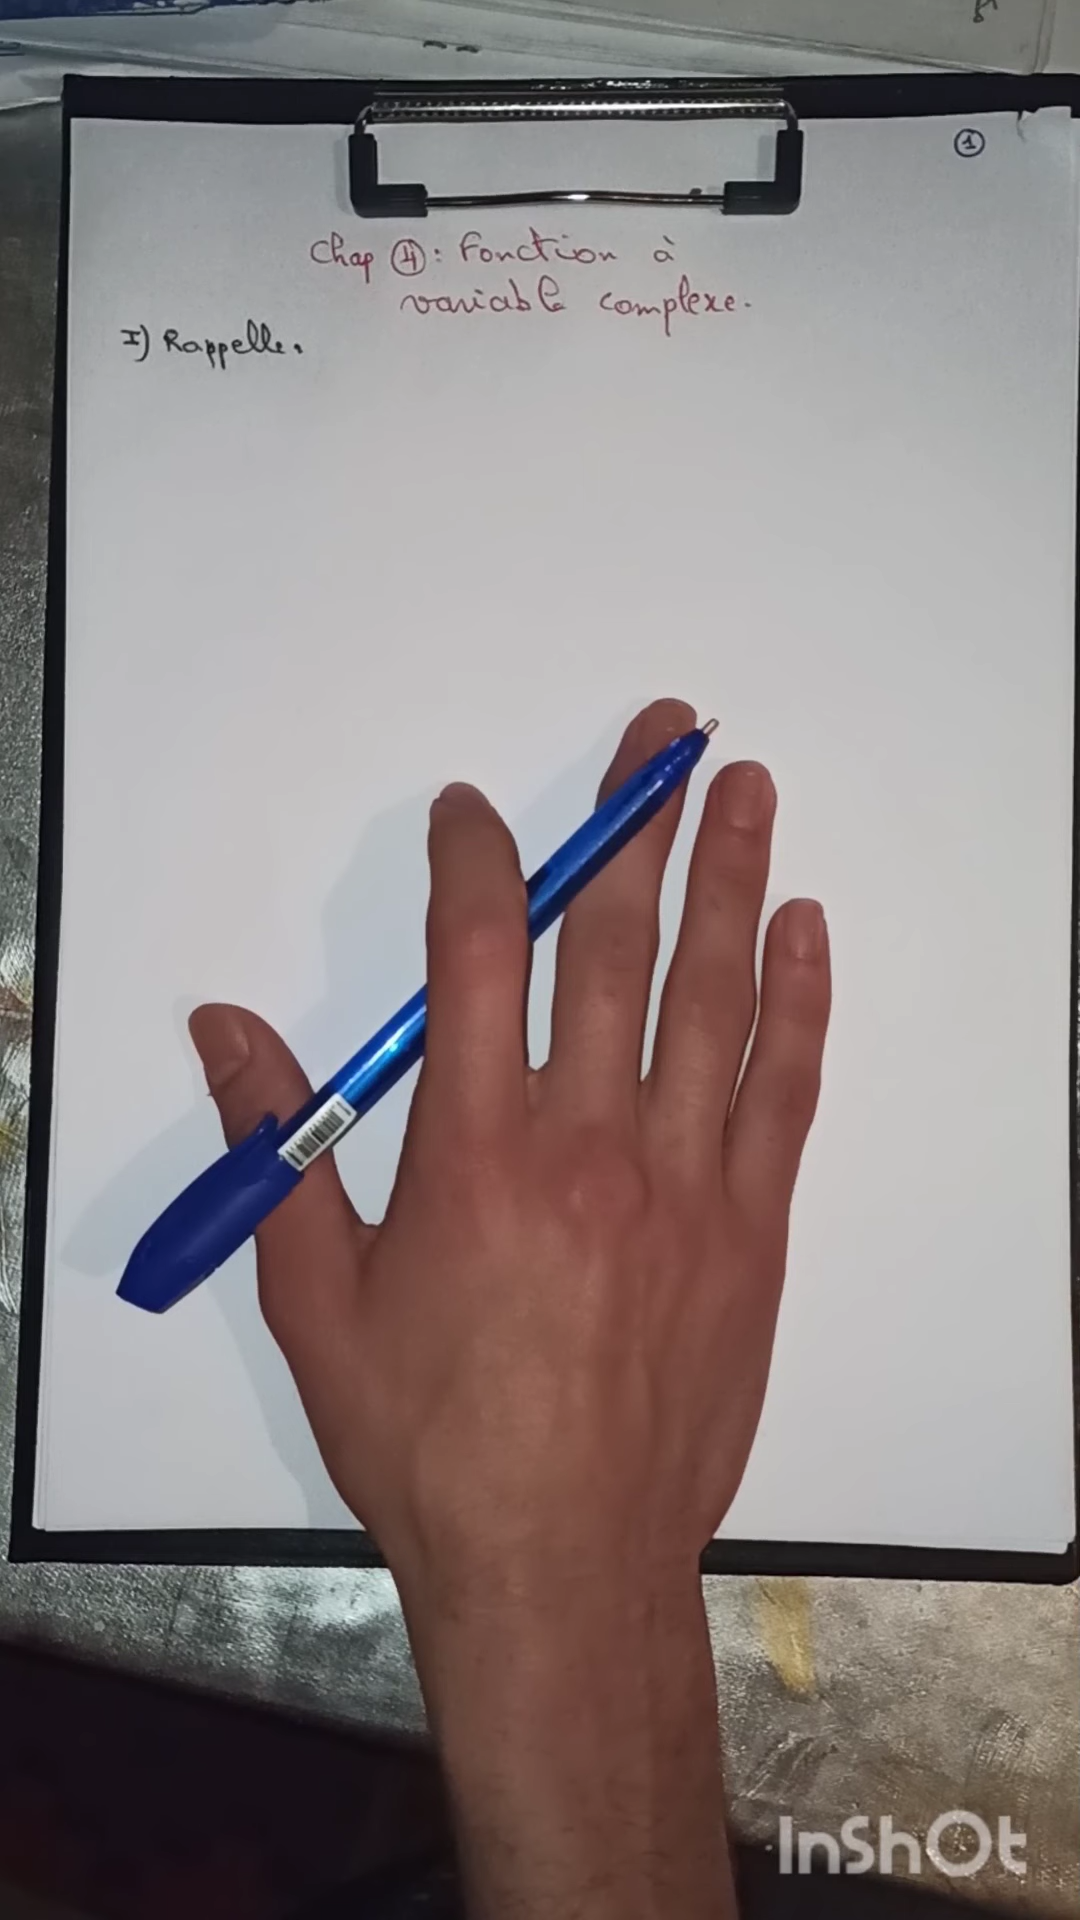 ①
Chap ④: Fonction à
variable complexe.
I) Rappelle.
InShOt